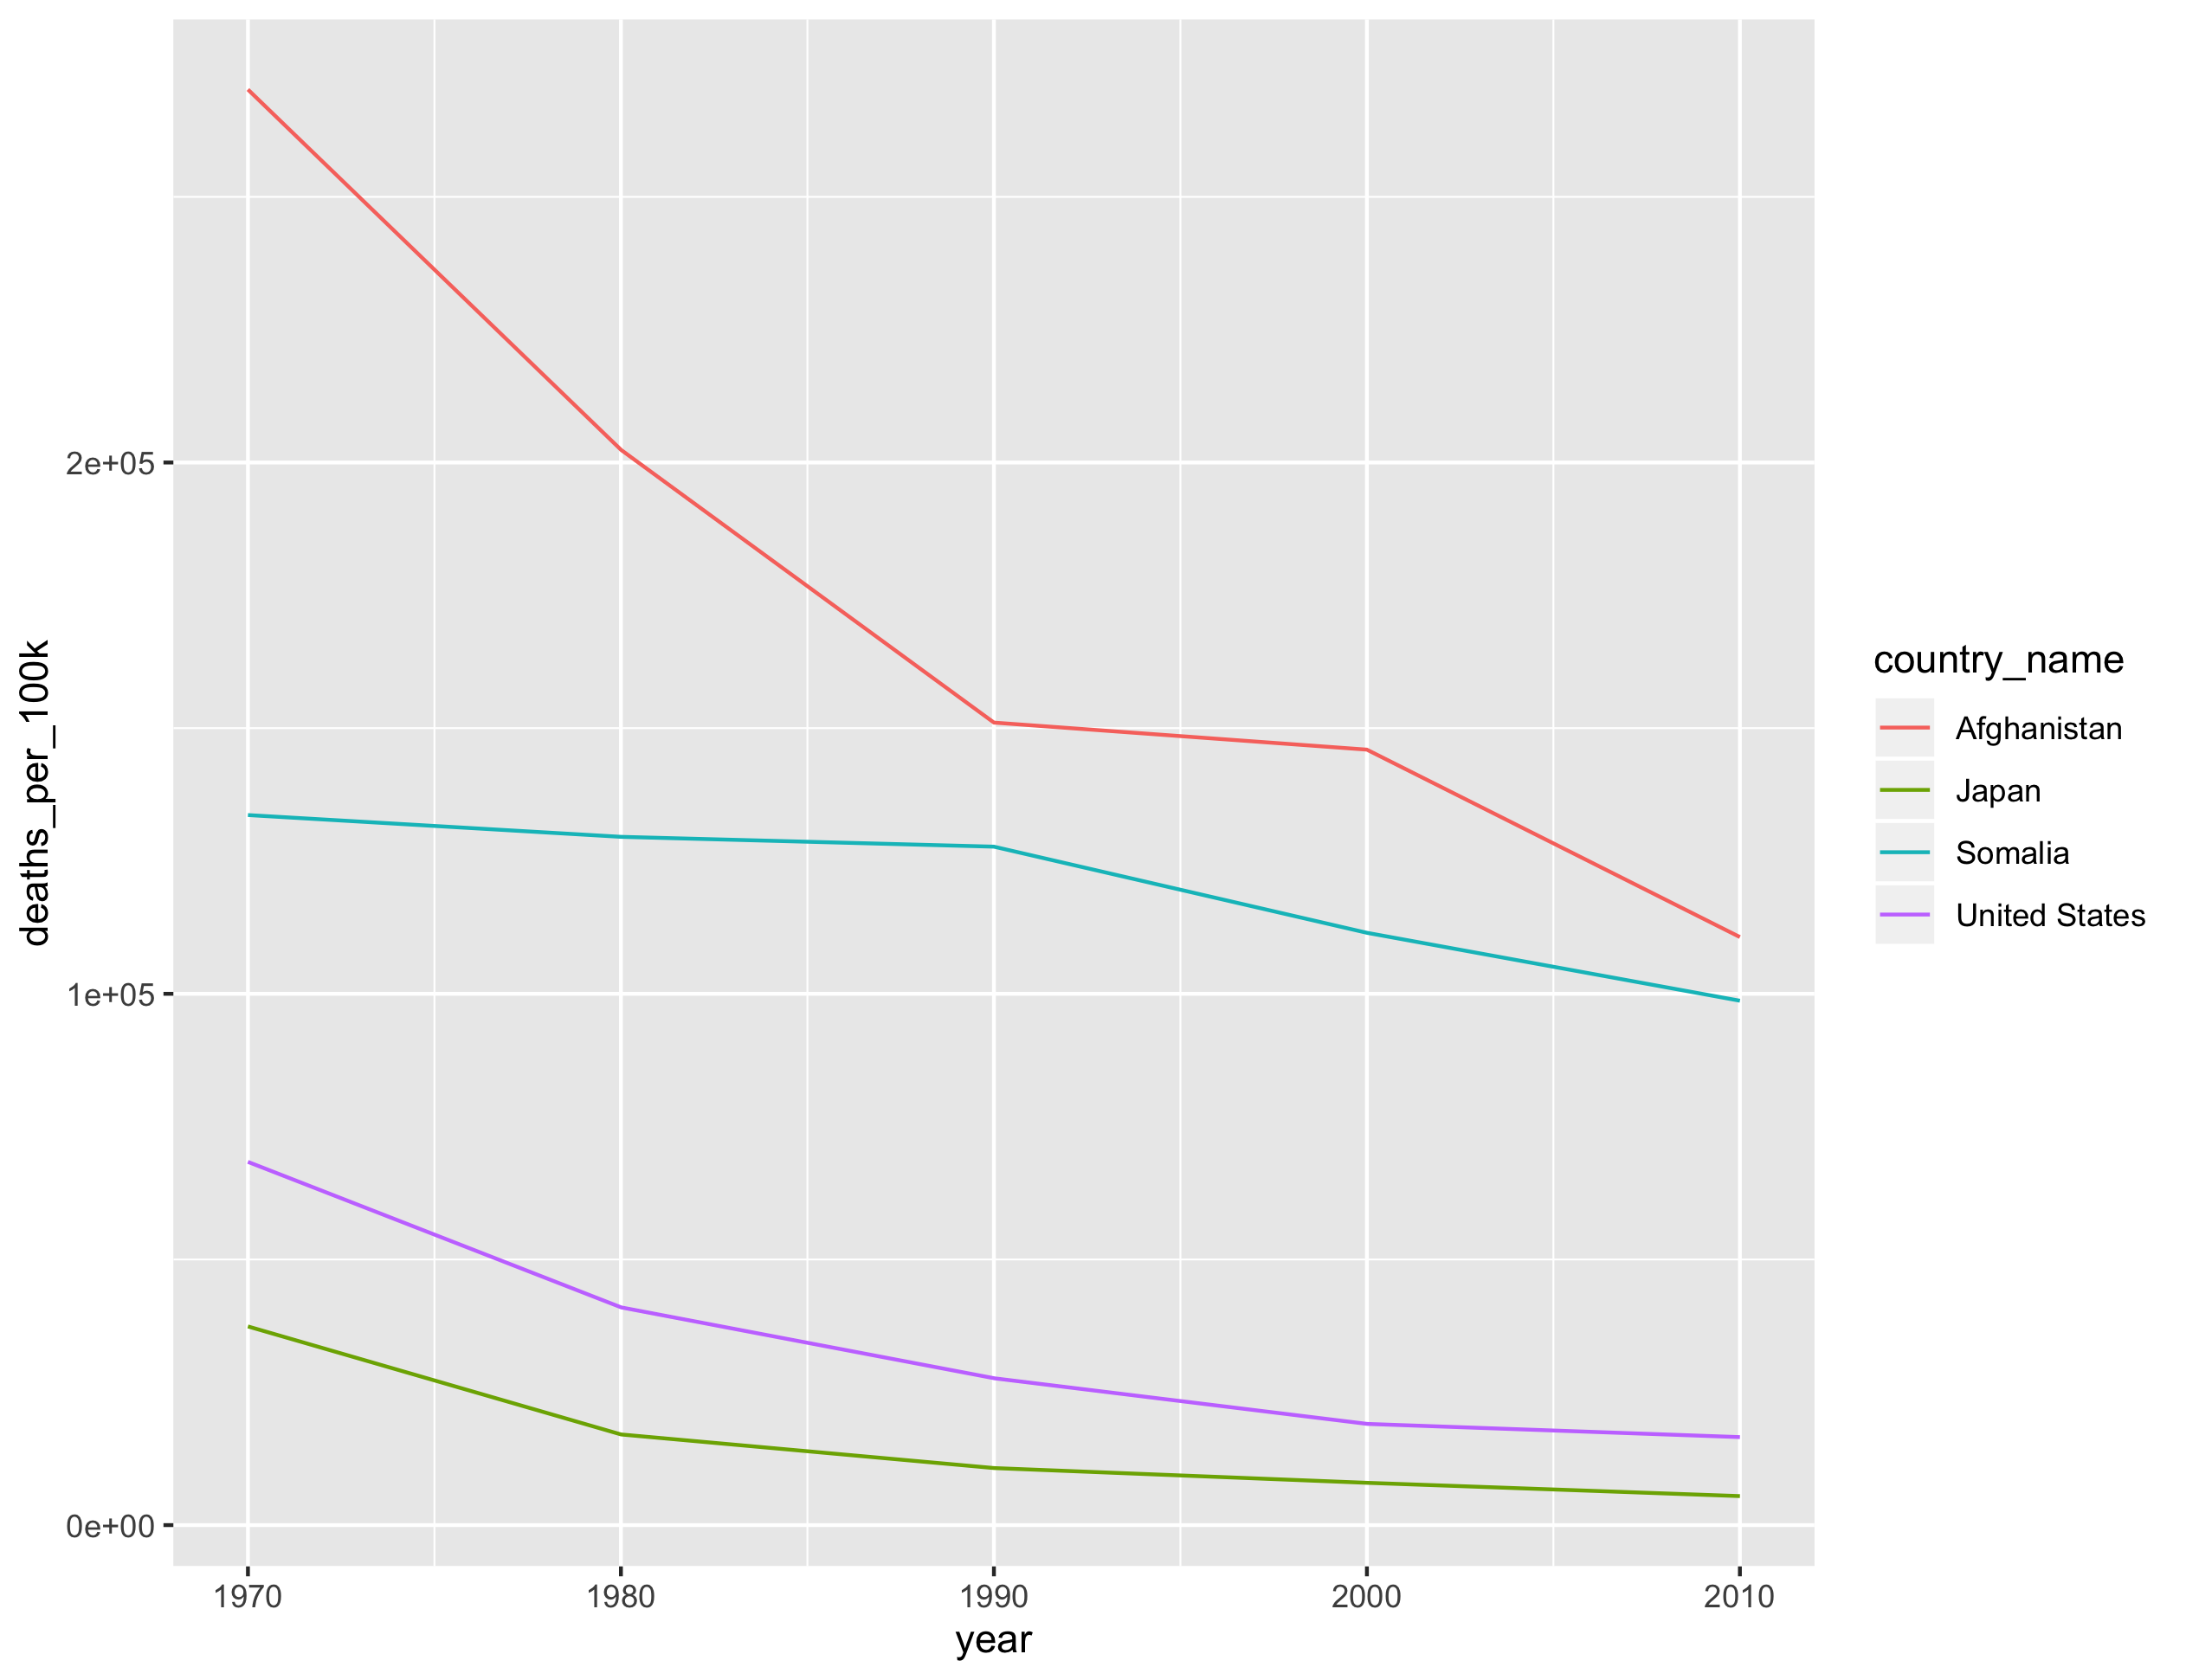 deaths_per_100k
2e+05
1e+05
0e+00
1970 1980 1990 2000 2010
year
country_name
Afghanistan
Japan
Somalia
United States